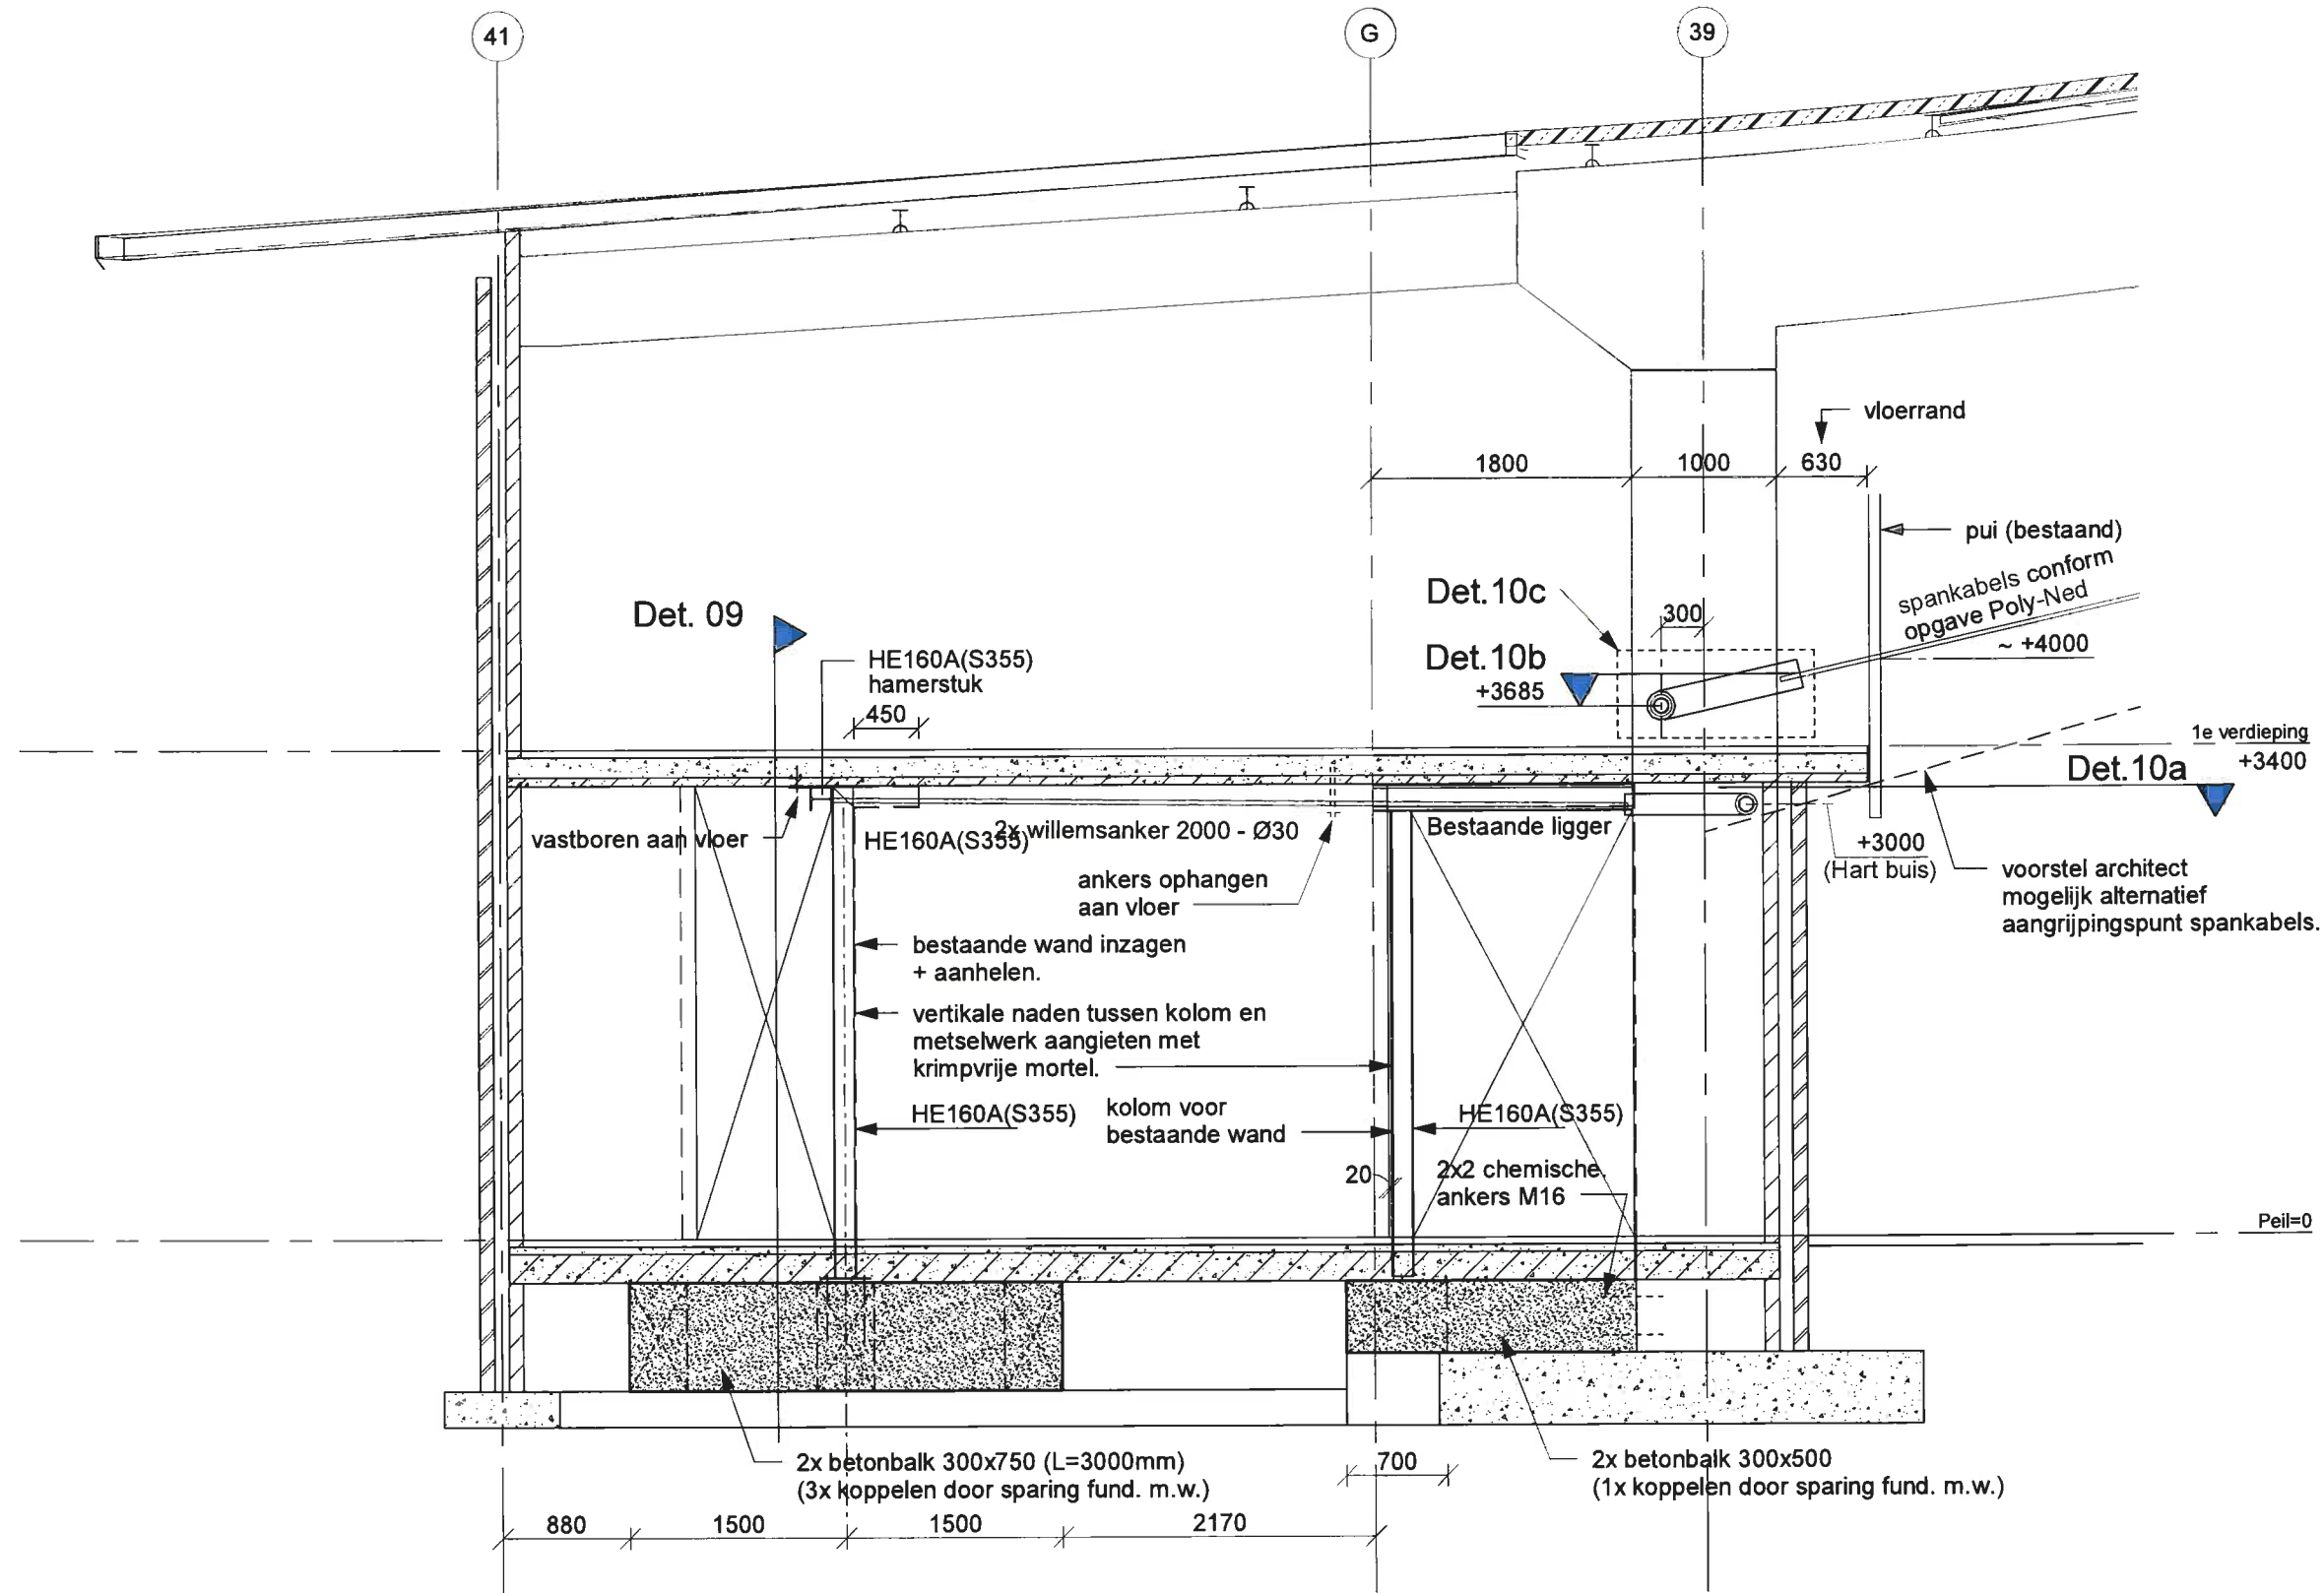 41
G
39
vloerrand
1800
1000
630
pui (bestaand)
spankabels conform
opgave Poly-Ned
~ +4000
Det.10c
300
Det. 09
Det.10b
+3685
HE160A(S355)
hamerstuk
450
1e verdieping
+3400
Det.10a
vastboren aan vloer
HE160A(S355)
2x willemsanker 2000 - Ø30
Bestaande ligger
+3000
(Hart buis)
voorstel architect
mogelijk alternatief
aangrijpingspunt spankabels.
ankers ophangen
aan vloer
bestaande wand inzagen
+ aanhelen.
vertikale naden tussen kolom en
metselwerk aangieten met
krimpvrije mortel.
HE160A(S355)
kolom voor
bestaande wand
HE160A(S355)
20
2x2 chemische
ankers M16
Peil=0
2x betonbalk 300x750 (L=3000mm)
(3x koppelen door sparing fund. m.w.)
700
2x betonbalk 300x500
(1x koppelen door sparing fund. m.w.)
880
1500
1500
2170